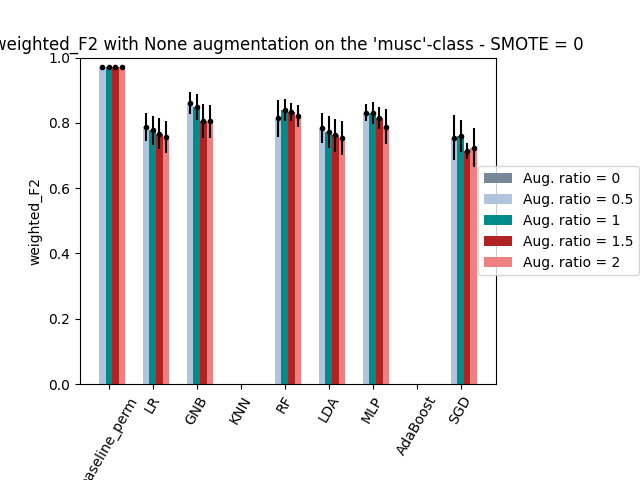 weighted_F2 with None augmentation on the 'musc'-class - SMOTE = 0
1.0
0.8
0.6
0.4
0.2
0.0
weighted_F2
Aug. ratio = 0
Aug. ratio = 0.5
Aug. ratio = 1
Aug. ratio = 1.5
Aug. ratio = 2
aseline_perm
LR
GNB
KNN
RF
LDA
MLP
AdaBoost
SGD